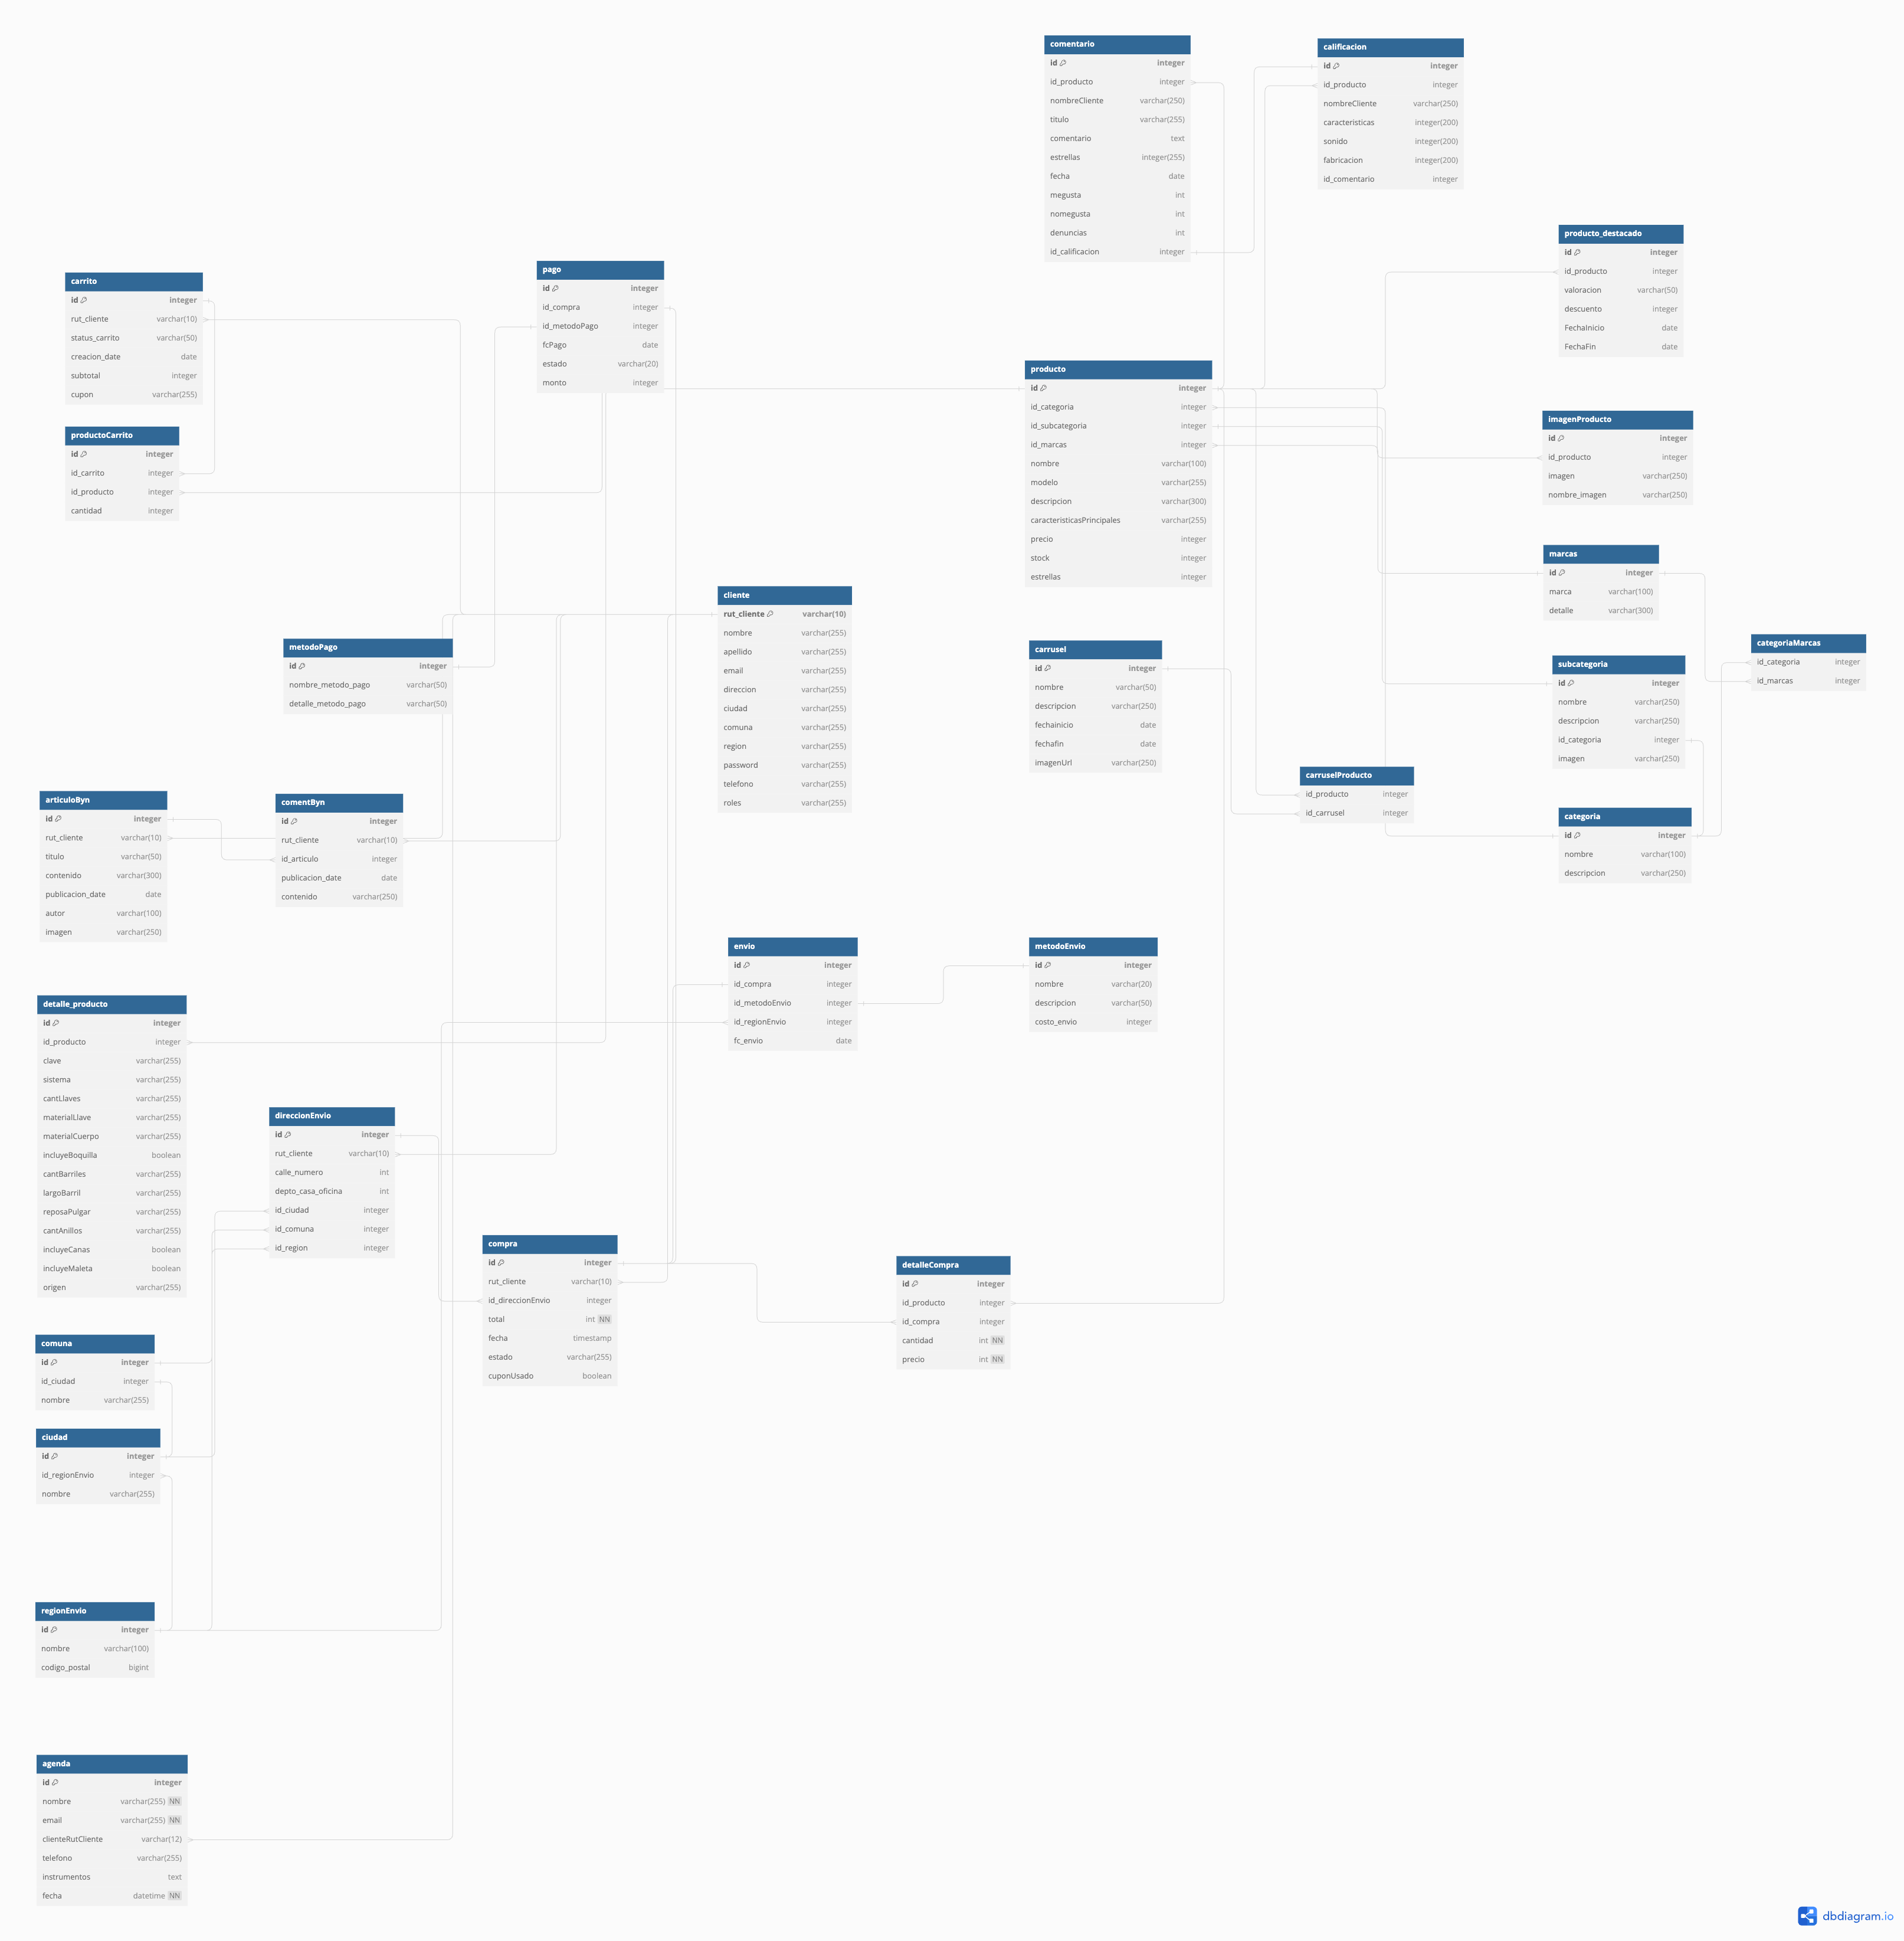 comentario
id integer
id_producto integer
nombreCliente varchar(250)
titulo varchar(255)
comentario text
estrellas integer(255)
fecha date
megusta int
nomegusta int
denuncias int
id_calificacion integer
calificacion
id integer
id_producto integer
nombreCliente varchar(250)
caracteristicas integer(200)
sonido integer(200)
fabricacion integer(200)
id_comentario integer
producto_destacado
id integer
id_producto integer
valoracion varchar(50)
descuento integer
FechaInicio date
FechaFin date
carrito
id integer
rut_cliente varchar(10)
status_carrito varchar(50)
creacion_date date
subtotal integer
cupon varchar(255)
pago
id integer
id_compra integer
id_metodoPago integer
fcPago date
estado varchar(20)
monto integer
productoCarrito
id integer
id_carrito integer
id_producto integer
cantidad integer
producto
id integer
id_categoria integer
id_subcategoria integer
id_marcas integer
nombre varchar(100)
modelo varchar(255)
descripcion varchar(300)
caracteristicasPrincipales varchar(255)
precio integer
stock integer
estrellas integer
imagenProducto
id integer
id_producto integer
imagen varchar(250)
nombre_imagen varchar(250)
marcas
id integer
marca varchar(100)
detalle varchar(300)
cliente
rut_cliente varchar(10)
nombre varchar(255)
apellido varchar(255)
email varchar(255)
direccion varchar(255)
ciudad varchar(255)
comuna varchar(255)
region varchar(255)
password varchar(255)
telefono varchar(255)
roles varchar(255)
metodoPago
id integer
nombre_metodo_pago varchar(50)
detalle_metodo_pago varchar(50)
carrusel
id integer
nombre varchar(50)
descripcion varchar(250)
fechainicio date
fechafin date
imagenUrl varchar(250)
subcategoria
id integer
nombre varchar(250)
descripcion varchar(250)
id_categoria integer
imagen varchar(250)
categoriaMarcas
id_categoria integer
id_marcas integer
carruselProducto
id_producto integer
id_carrusel integer
categoria
id integer
nombre varchar(100)
descripcion varchar(250)
articuloByn
id integer
rut_cliente varchar(10)
titulo varchar(50)
contenido varchar(300)
publicacion_date date
autor varchar(100)
imagen varchar(250)
comentByn
id integer
rut_cliente varchar(10)
id_articulo integer
publicacion_date date
contenido varchar(250)
envio
id integer
id_compra integer
id_metodoEnvio integer
id_regionEnvio integer
fc_envio date
metodoEnvio
id integer
nombre varchar(20)
descripcion varchar(50)
costo_envio integer
detalle_producto
id integer
id_producto integer
clave varchar(255)
sistema varchar(255)
cantLlaves varchar(255)
materialLlave varchar(255)
materialCuerpo varchar(255)
incluyeBoquilla boolean
cantBarriles varchar(255)
largoBarril varchar(255)
reposaPulgar varchar(255)
cantAnillos varchar(255)
incluyeCanas boolean
incluyeMaleta boolean
origen varchar(255)
direccionEnvio
id integer
rut_cliente varchar(10)
calle_numero int
depto_casa_oficina int
id_ciudad integer
id_comuna integer
id_region integer
compra
id integer
rut_cliente varchar(10)
id_direccionEnvio integer
total int NN
fecha timestamp
estado varchar(255)
cuponUsado boolean
detalleCompra
id integer
id_producto integer
id_compra integer
cantidad int NN
precio int NN
comuna
id integer
id_ciudad integer
nombre varchar(255)
ciudad
id integer
id_regionEnvio integer
nombre varchar(255)
regionEnvio
id integer
nombre varchar(100)
codigo_postal bigint
agenda
id integer
nombre varchar(255) NN
email varchar(255) NN
clienteRutCliente varchar(12)
telefono varchar(255)
instrumentos text
fecha datetime NN
dbdiagram.io